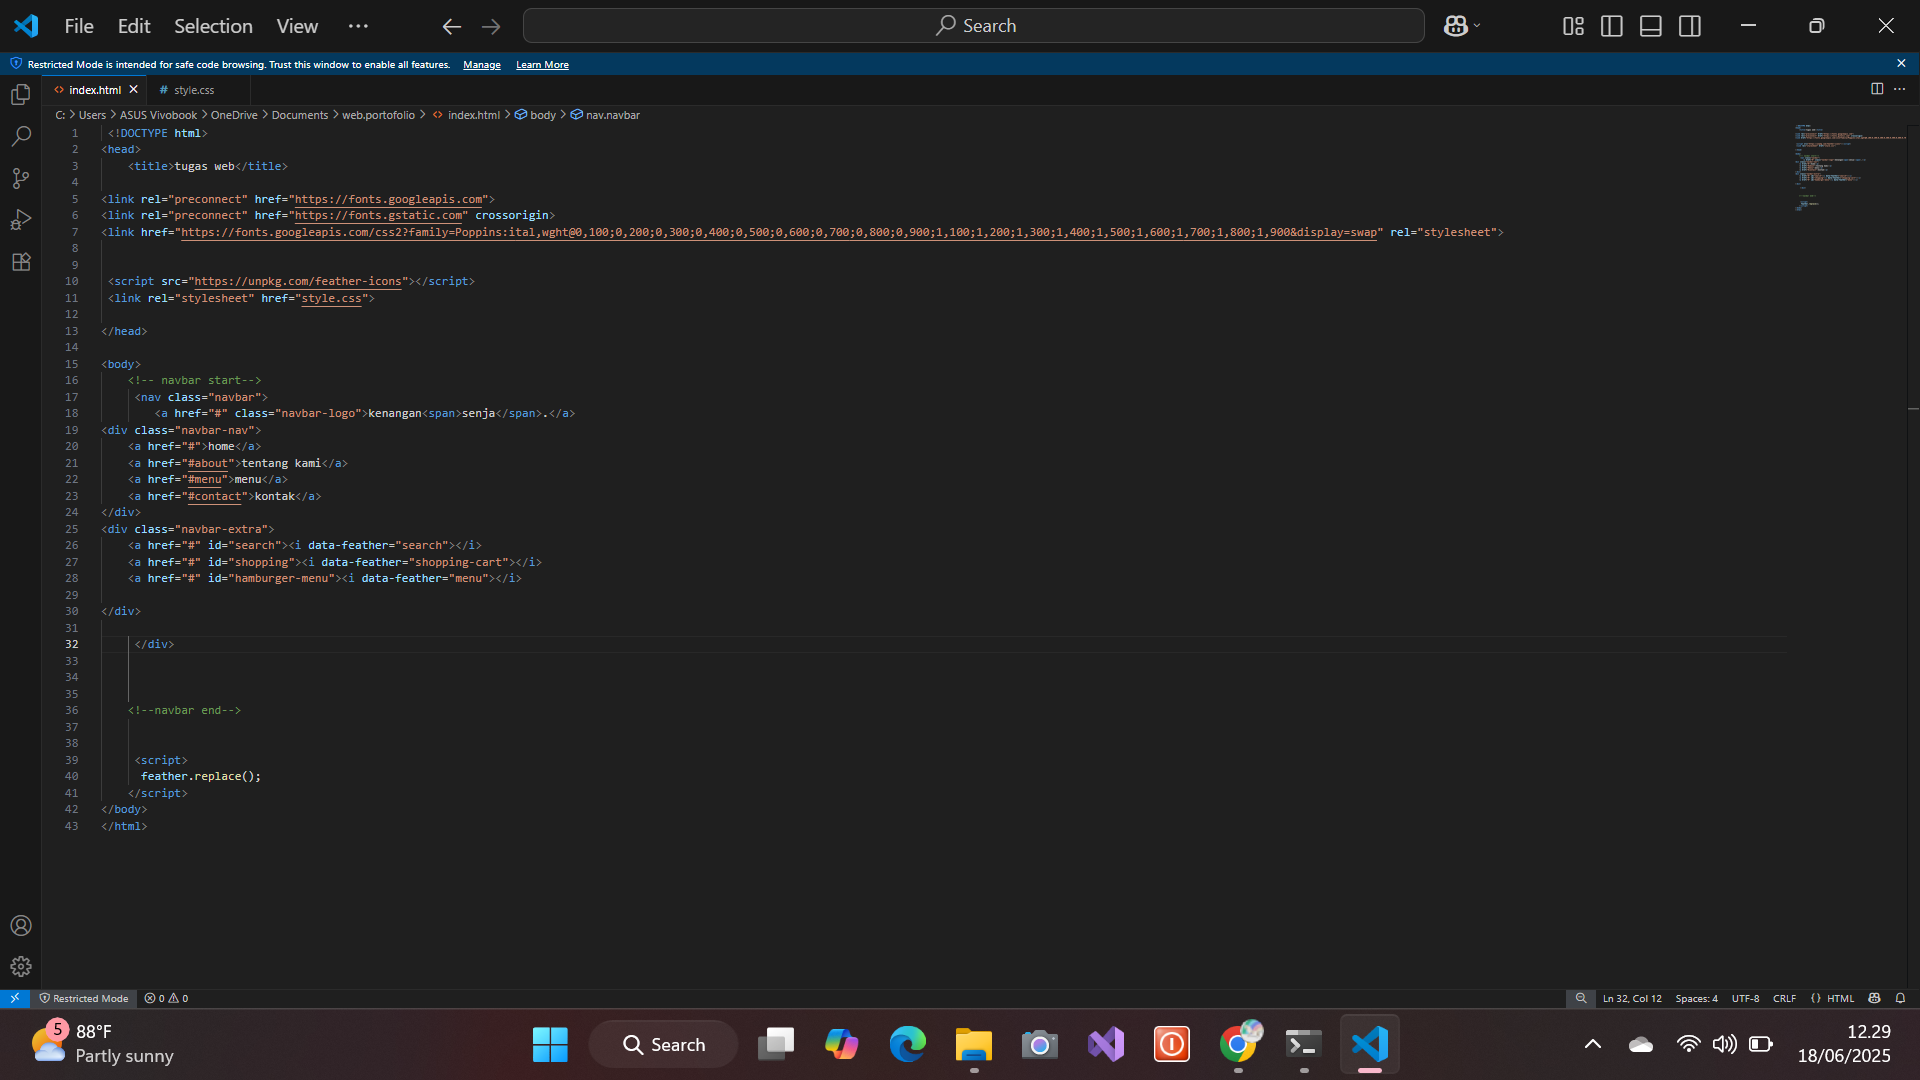 File Edit Selection View ··· Search
Restricted Mode is intended for safe code browsing. Trust this window to enable all features. Manage Learn More
index.html style.css
C: > Users > ASUS Vivobook > OneDrive > Documents > web.portofolio > index.html > body > nav.navbar
1 <!DOCTYPE html>
2 <head>
3 <title>tugas web</title>
4
5 <link rel="preconnect" href="https://fonts.googleapis.com">
6 <link rel="preconnect" href="https://fonts.gstatic.com" crossorigin>
7 <link href="https://fonts.googleapis.com/css2?family=Poppins:ital,wght@0,100;0,200;0,300;0,400;0,500;0,600;0,700;0,800;0,900;1,100;1,200;1,300;1,400;1,500;1,600;1,700;1,800;1,900&display=swap" rel="stylesheet">
8
9
10 <script src="https://unpkg.com/feather-icons"></script>
11 <link rel="stylesheet" href="style.css">
12
13 </head>
14
15 <body>
16 <!-- navbar start-->
17 <nav class="navbar">
18 <a href="#" class="navbar-logo">kenangan<span>senja</span>.</a>
19 <div class="navbar-nav">
20 <a href="#">home</a>
21 <a href="#about">tentang kami</a>
22 <a href="#menu">menu</a>
23 <a href="#contact">kontak</a>
24 </div>
25 <div class="navbar-extra">
26 <a href="#" id="search"><i data-feather="search"></i>
27 <a href="#" id="shopping"><i data-feather="shopping-cart"></i>
28 <a href="#" id="hamburger-menu"><i data-feather="menu"></i>
29
30 </div>
31
32 </div>
33
34
35
36 <!--navbar end-->
37
38
39 <script>
40 feather.replace();
41 </script>
42 </body>
43 </html>
Restricted Mode 0 0 Ln 32, Col 12 Spaces: 4 UTF-8 CRLF {} HTML
5 88°F Search 12.29
Partly sunny 18/06/2025